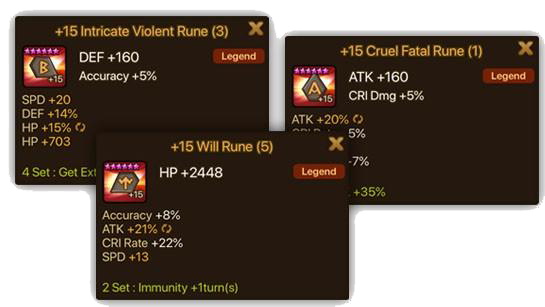 +15 Intricate Violent Rune (3)
DEF +160
Legend
Accuracy +5%
+15
SPD +20
DEF +14%
HP +15%
HP +703
4 Set : Get
+15 Cruel Fatal Rune (1)
ATK +160
Legend
CRI Dmg +5%
+15
ATK +20%
5%
-7%
+35%
+15 Will Rune (5)
HP +2448
Legend
+15
Accuracy +8%
ATK +21%
CRI Rate +22%
SPD +13
2 Set : Immunity +1turn(s)